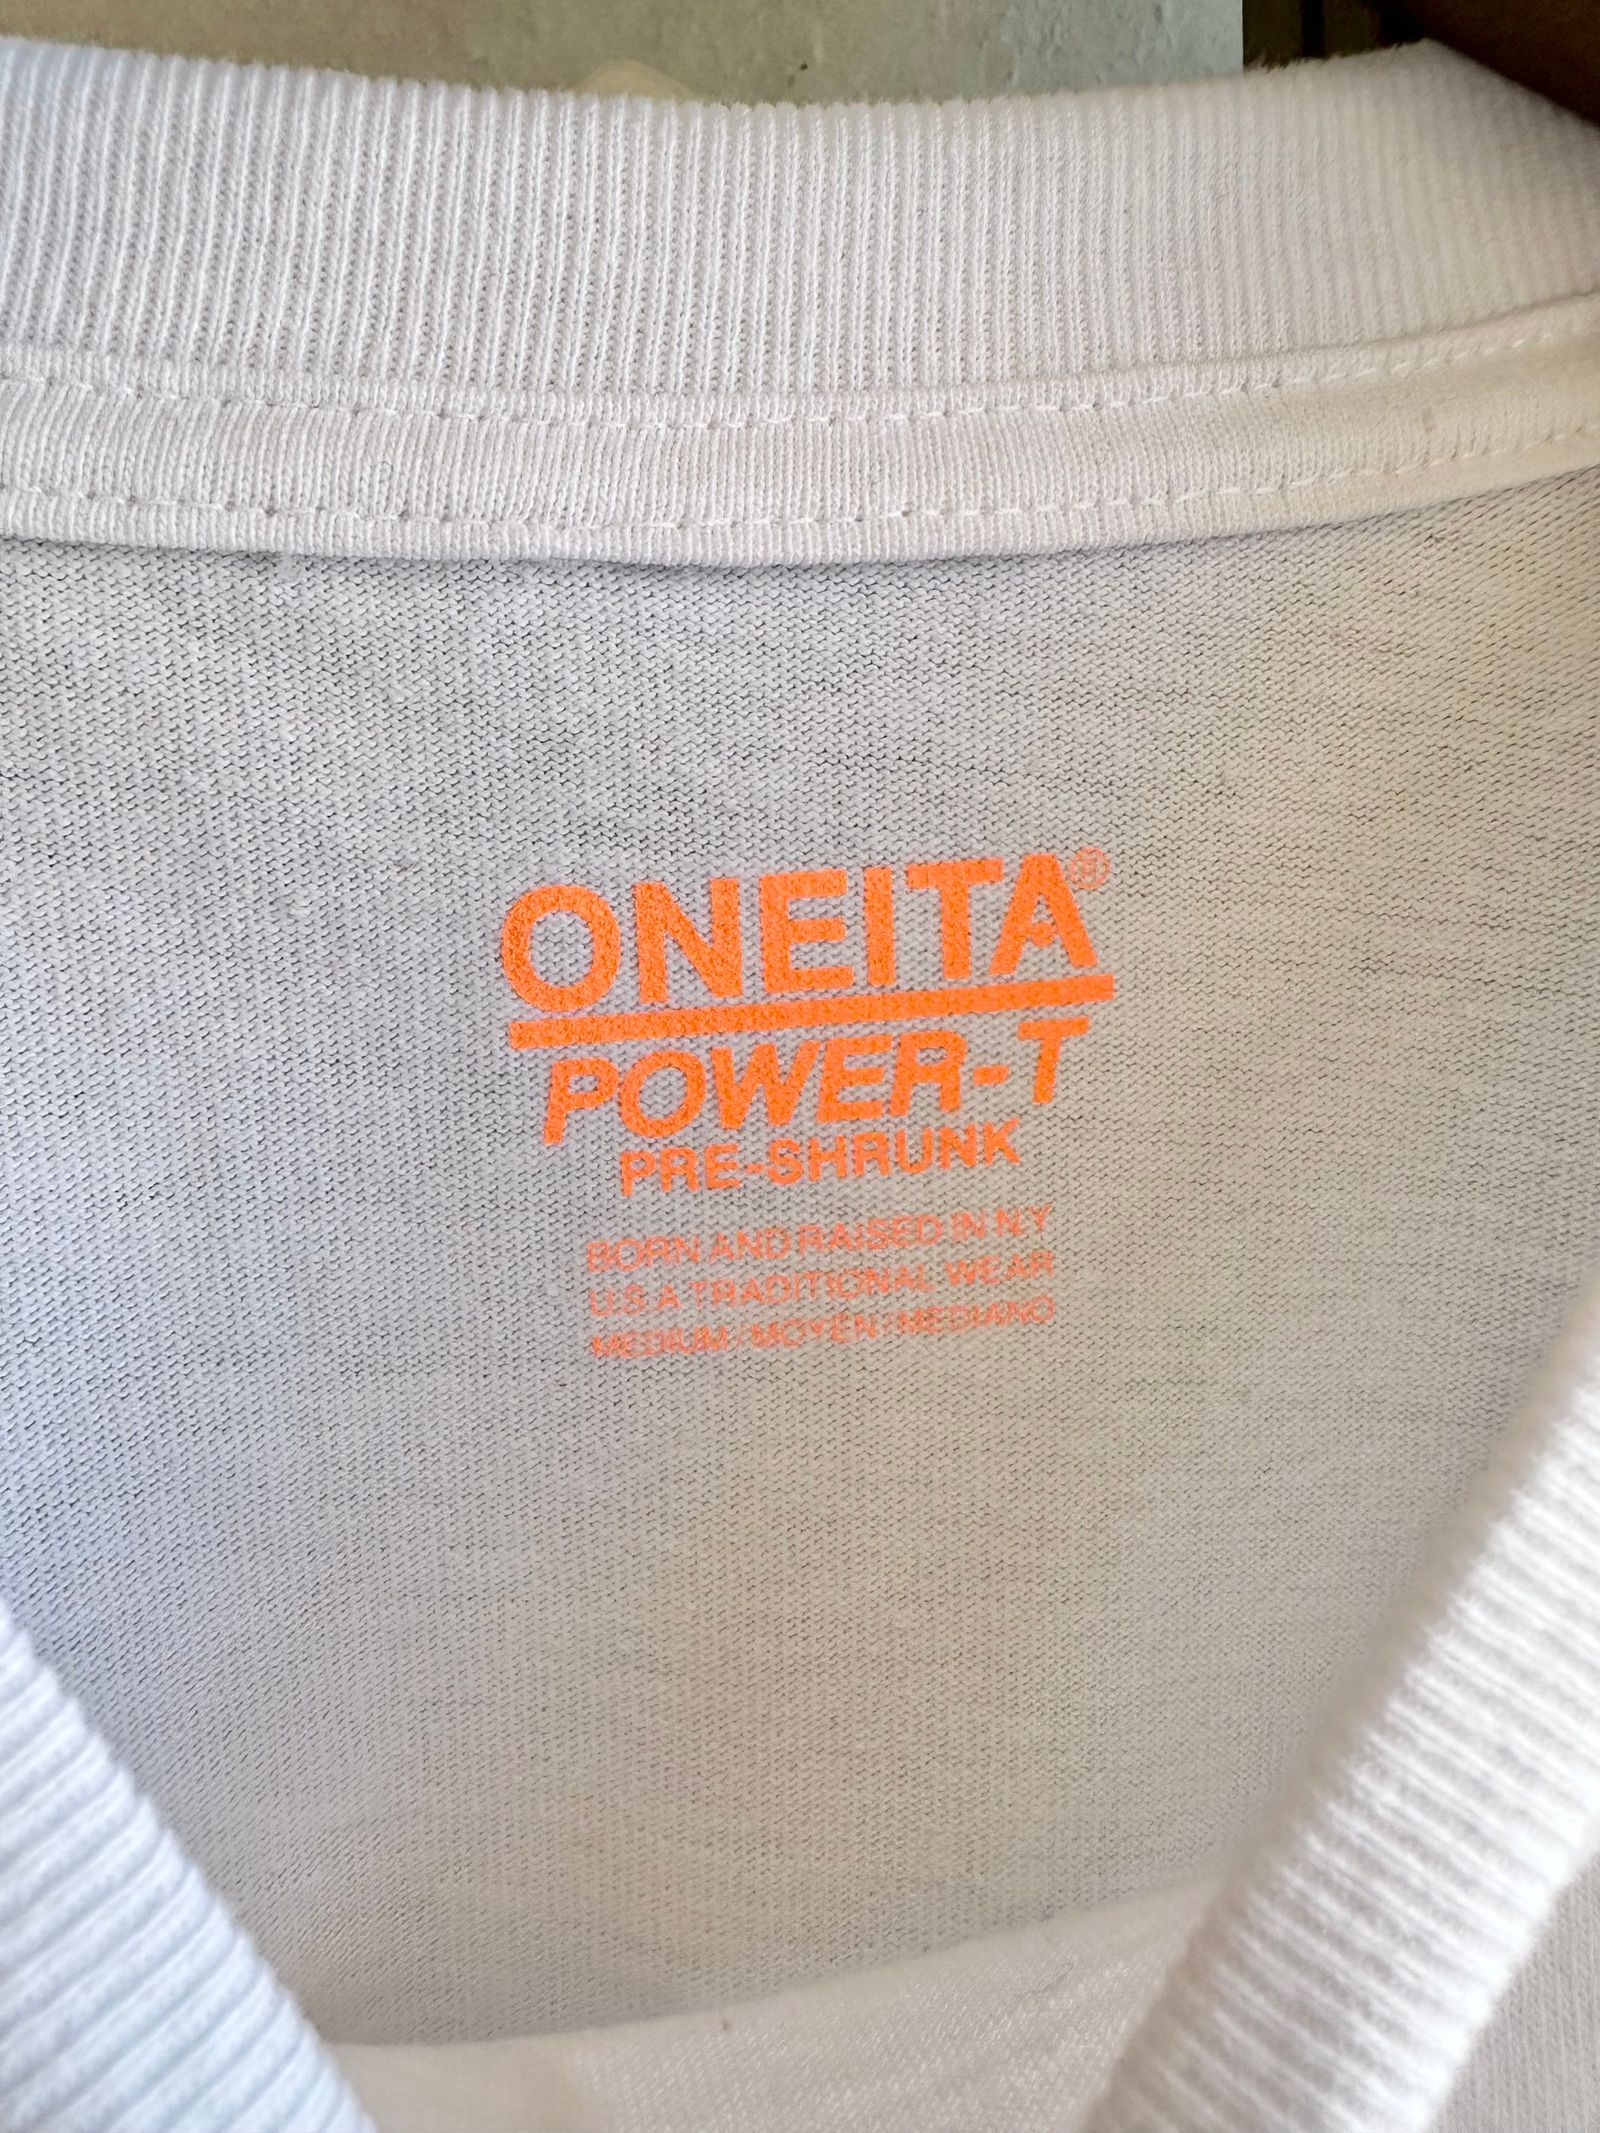 ONEITA®
POWER-T
PRE-SHRUNK
BORN AND RAISED IN N.Y
U.S.A TRADITIONAL WEAR
MEDIUM/MOYEN/MEDIANO